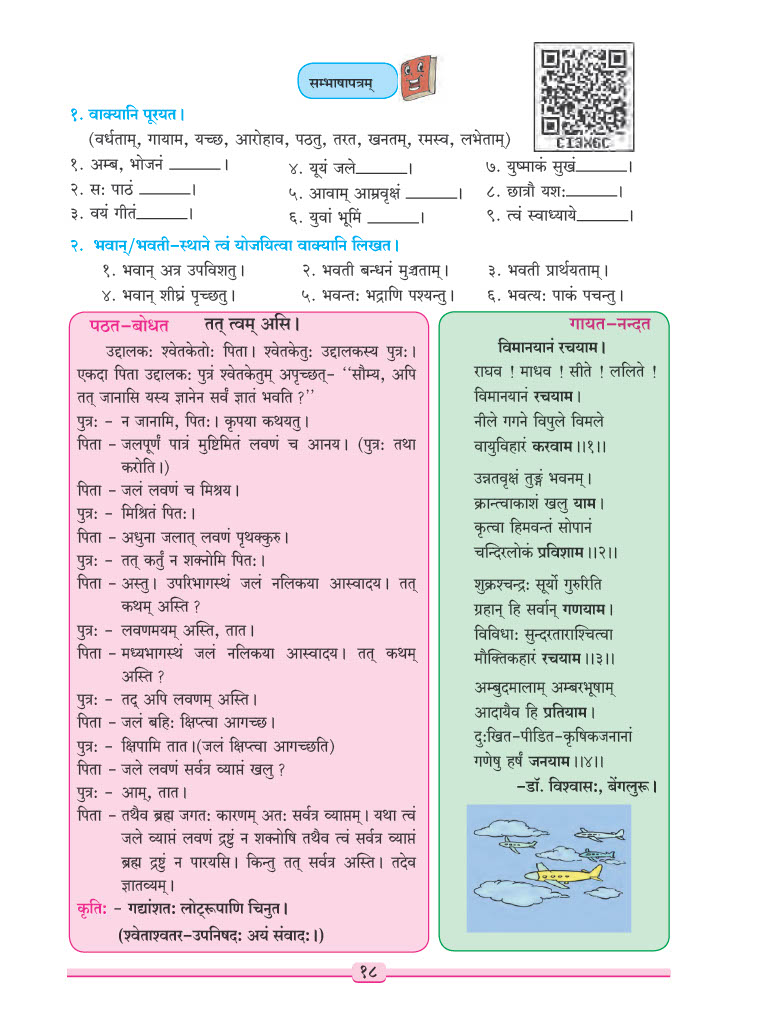 सम्भाषापत्रम्
CI3X6C
१. वाक्यानि पूरयत।
(वर्धताम्, गायाम, यच्छ, आरोहाव, पठतु, तरत, खनतम्, रमस्व, लभेताम्)
१. अम्ब, भोजनं ________ ।
२. सः पाठं ________ ।
३. वयं गीतं________ ।
४. यूयं जले________ ।
५. आवाम् आम्रवृक्षं ________ ।
६. युवां भूमिं ________ ।
७. युष्माकं सुखं________ ।
८. छात्रौ यशः________ ।
९. त्वं स्वाध्याये________ ।
२. भवान्/भवती-स्थाने त्वं योजयित्वा वाक्यानि लिखत।
१. भवान् अत्र उपविशतु। २. भवती बन्धनं मुञ्चताम्। ३. भवती प्रार्थयताम्।
४. भवान् शीघ्रं पृच्छतु। ५. भवन्तः भद्राणि पश्यन्तु। ६. भवत्यः पाकं पचन्तु।
पठत-बोधत तत् त्वम् असि।
उद्दालकः श्वेतकेतोः पिता। श्वेतकेतुः उद्दालकस्य पुत्रः।
एकदा पिता उद्दालकः पुत्रं श्वेतकेतुम् अपृच्छत्- “सौम्य, अपि
तत् जानासि यस्य ज्ञानेन सर्वं ज्ञातं भवति ?”
पुत्रः - न जानामि, पितः। कृपया कथयतु।
पिता - जलपूर्णं पात्रं मुष्टिमितं लवणं च आनय। (पुत्रः तथा
करोति।)
पिता - जलं लवणं च मिश्रय।
पुत्रः - मिश्रितं पितः।
पिता - अधुना जलात् लवणं पृथक्कुरु।
पुत्रः - तत् कर्तुं न शक्नोमि पितः।
पिता - अस्तु। उपरिभागस्थं जलं नलिकया आस्वादय। तत्
कथम् अस्ति ?
पुत्रः - लवणमयम् अस्ति, तात।
पिता - मध्यभागस्थं जलं नलिकया आस्वादय। तत् कथम्
अस्ति ?
पुत्रः - तद् अपि लवणम् अस्ति।
पिता - जलं बहिः क्षिप्त्वा आगच्छ।
पुत्रः - क्षिपामि तात।(जलं क्षिप्त्वा आगच्छति)
पिता - जले लवणं सर्वत्र व्याप्तं खलु ?
पुत्रः - आम्, तात।
पिता - तथैव ब्रह्म जगतः कारणम् अतः सर्वत्र व्याप्तम्। यथा त्वं
जले व्याप्तं लवणं द्रष्टुं न शक्नोषि तथैव त्वं सर्वत्र व्याप्तं
ब्रह्म द्रष्टुं न पारयसि। किन्तु तत् सर्वत्र अस्ति। तदेव
ज्ञातव्यम्।
कृतिः - गद्यांशतः लोट्‌रूपाणि चिनुत।
(श्वेताश्वतर-उपनिषदः अयं संवादः।)
गायत-नन्दत
विमानयानं रचयाम।
राघव ! माधव ! सीते ! ललिते !
विमानयानं रचयाम।
नीले गगने विपुले विमले
वायुविहारं करवाम॥१॥
उन्नतवृक्षं तुङ्गं भवनम्।
क्रान्त्वाकाशं खलु याम।
कृत्वा हिमवन्तं सोपानं
चन्दिरलोकं प्रविशाम॥२॥
शुक्रश्चन्द्रः सूर्यो गुरुरिति
ग्रहान् हि सर्वान् गणयाम।
विविधाः सुन्दरताराश्चित्वा
मौक्तिकहारं रचयाम॥३॥
अम्बुदमालाम् अम्बरभूषाम्
आदायैव हि प्रतियाम।
दुःखित-पीडित-कृषिकजनानां
गणेषु हर्षं जनयाम॥४॥
-डॉ. विश्वासः, बेंगलुरू।
१८